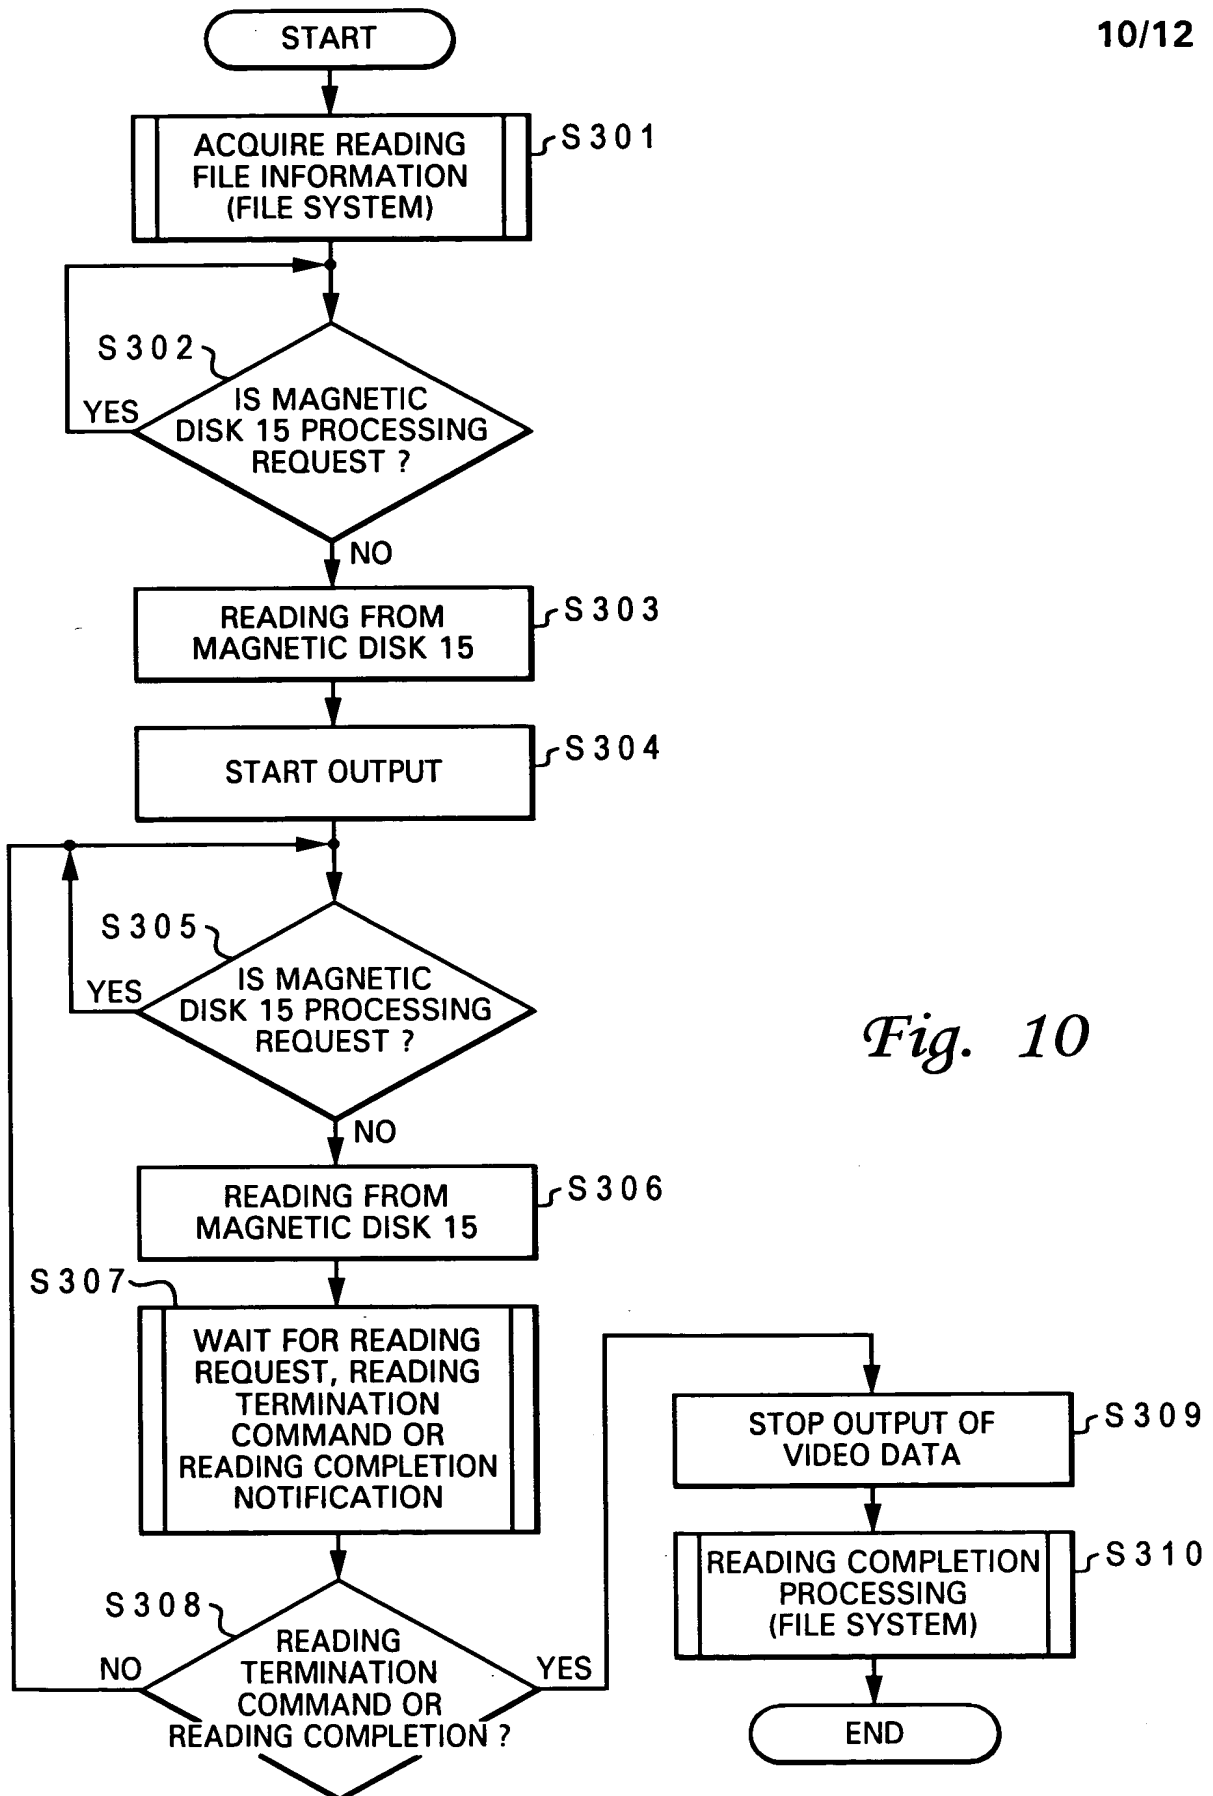 10/12
START
ACQUIRE READING
FILE INFORMATION
(FILE SYSTEM)
S301
S302
IS MAGNETIC
DISK 15 PROCESSING
REQUEST ?
YES
NO
READING FROM
MAGNETIC DISK 15
S303
START OUTPUT
S304
S305
IS MAGNETIC
DISK 15 PROCESSING
REQUEST ?
YES
NO
Fig. 10
READING FROM
MAGNETIC DISK 15
S306
S307
WAIT FOR READING
REQUEST, READING
TERMINATION
COMMAND OR
READING COMPLETION
NOTIFICATION
S308
READING
TERMINATION
COMMAND OR
READING COMPLETION ?
NO
YES
STOP OUTPUT OF
VIDEO DATA
S309
READING COMPLETION
PROCESSING
(FILE SYSTEM)
S310
END